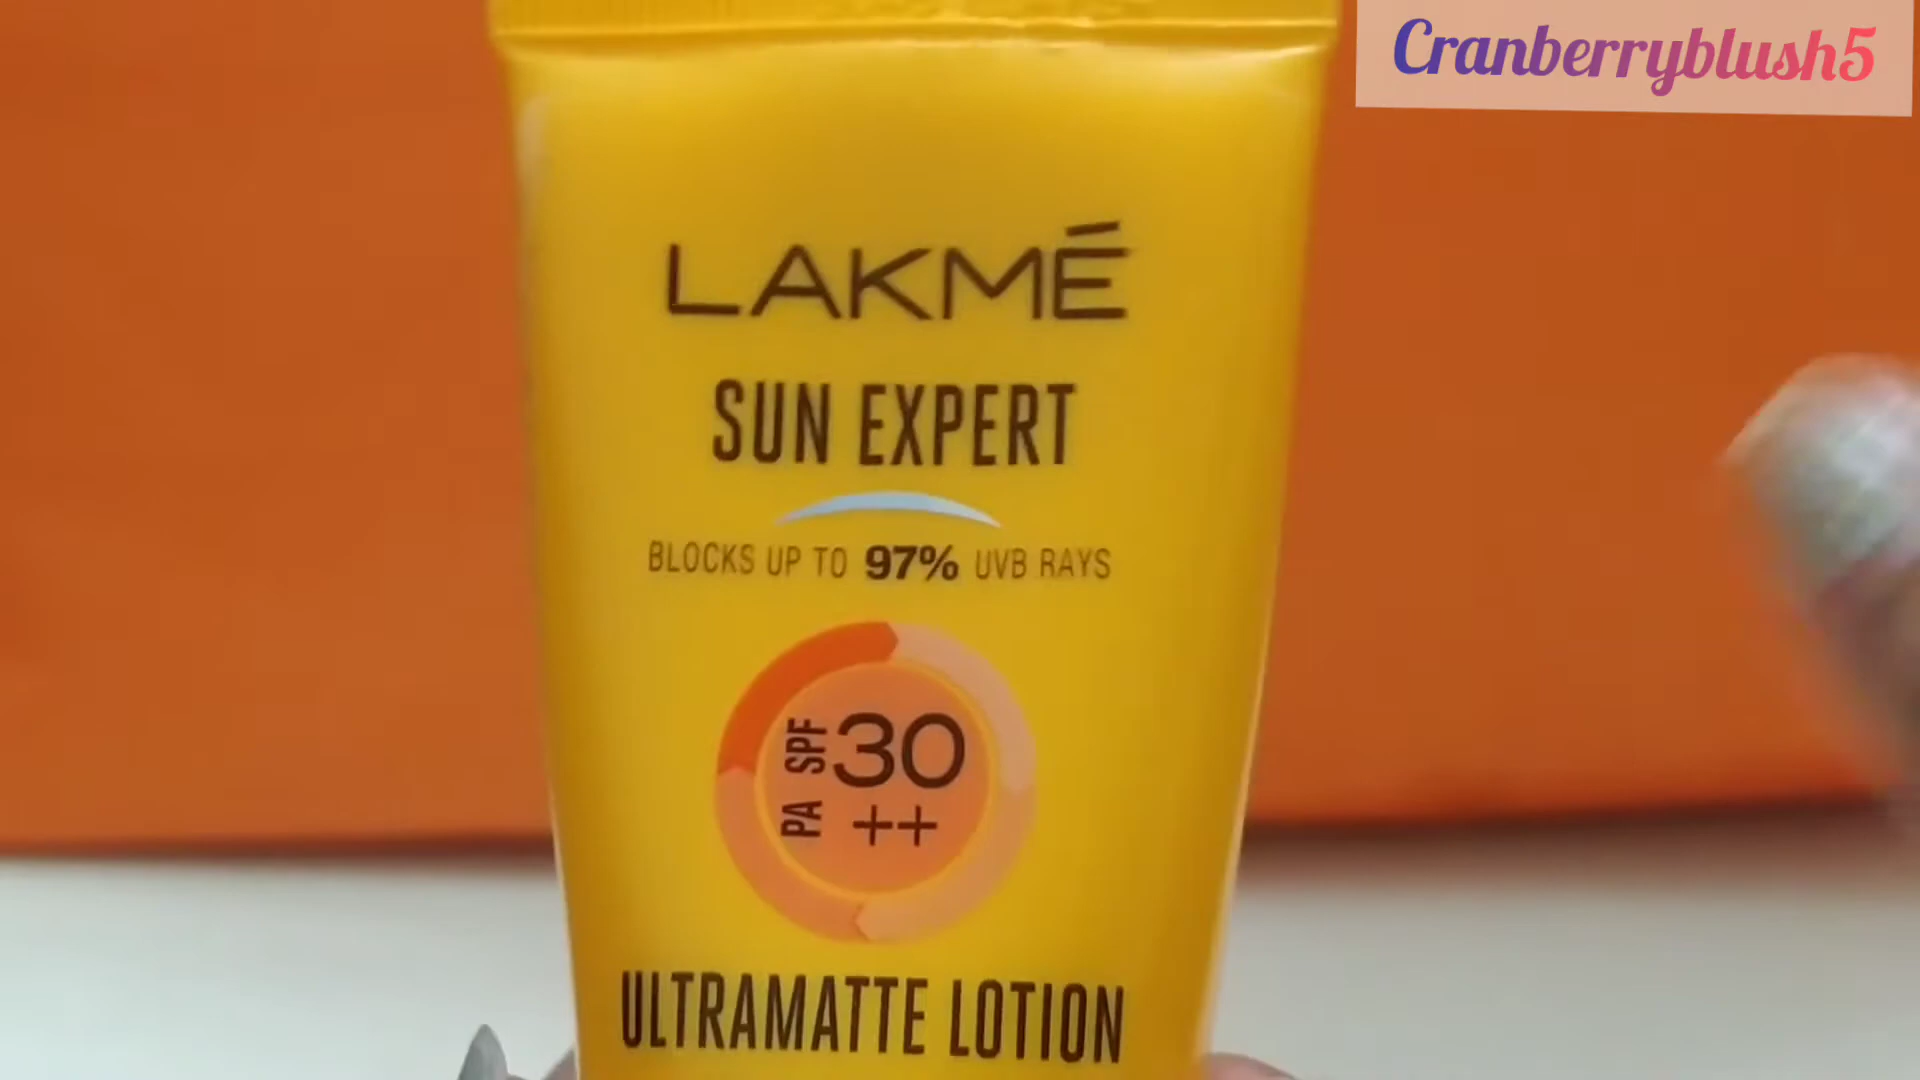 Cranberryblush5
LAKMÉ
SUN EXPERT
BLOCKS UP TO 97% UVB RAYS
SPF 30
PA ++
ULTRAMATTE LOTION